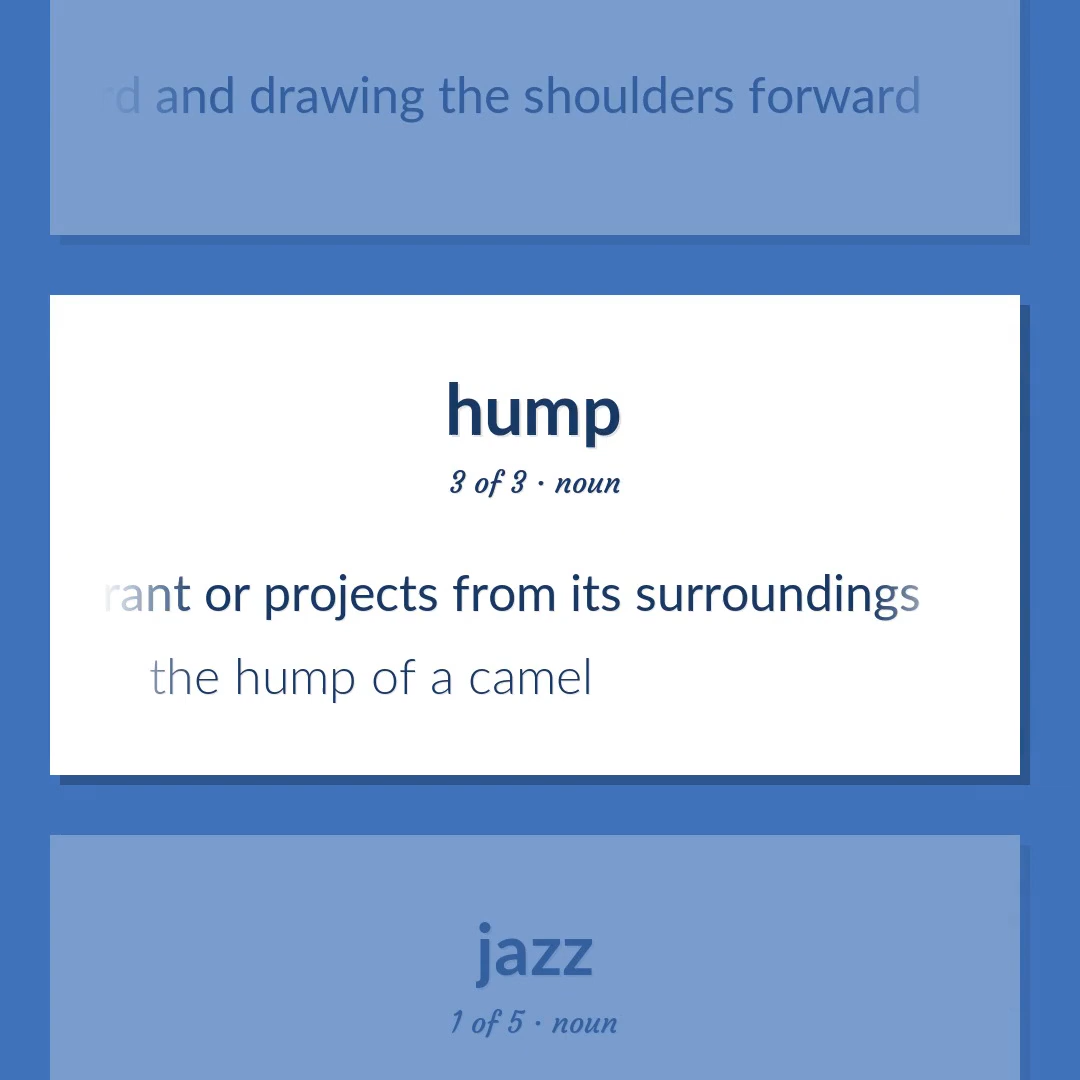 and drawing the shoulders forward
hump
3 of 3 · noun
rant or projects from its surroundings
the hump of a camel
jazz
1 of 5 · noun